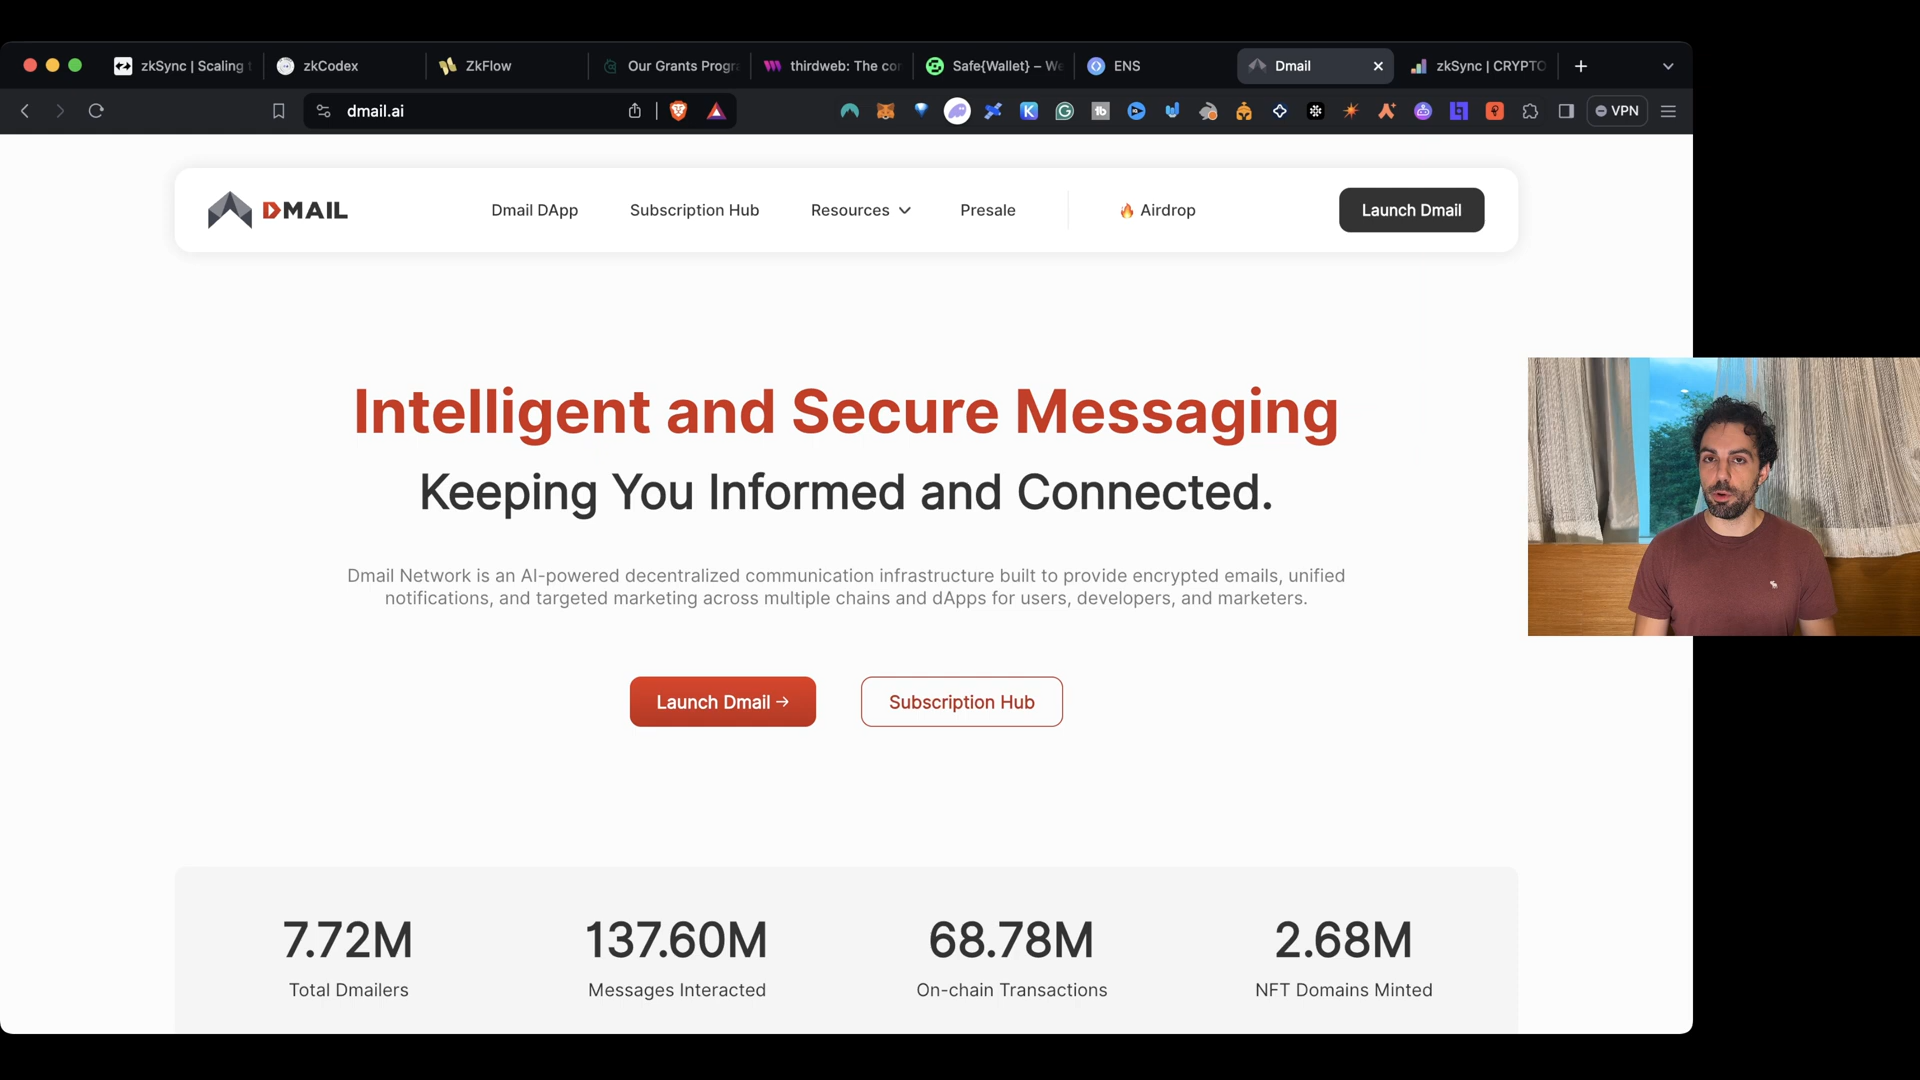 zkSync | Scaling
zkCodex
ZkFlow
Our Grants Progr
thirdweb: The co
Safe{Wallet} – W
ENS
Dmail
zkSync | CRYPTO
dmail.ai
VPN
DMAIL
Dmail DApp
Subscription Hub
Resources
Presale
🔥 Airdrop
Launch Dmail
Intelligent and Secure Messaging
Keeping You Informed and Connected.
Dmail Network is an AI-powered decentralized communication infrastructure built to provide encrypted emails, unified
notifications, and targeted marketing across multiple chains and dApps for users, developers, and marketers.
Launch Dmail →
Subscription Hub
7.72M
Total Dmailers
137.60M
Messages Interacted
68.78M
On-chain Transactions
2.68M
NFT Domains Minted